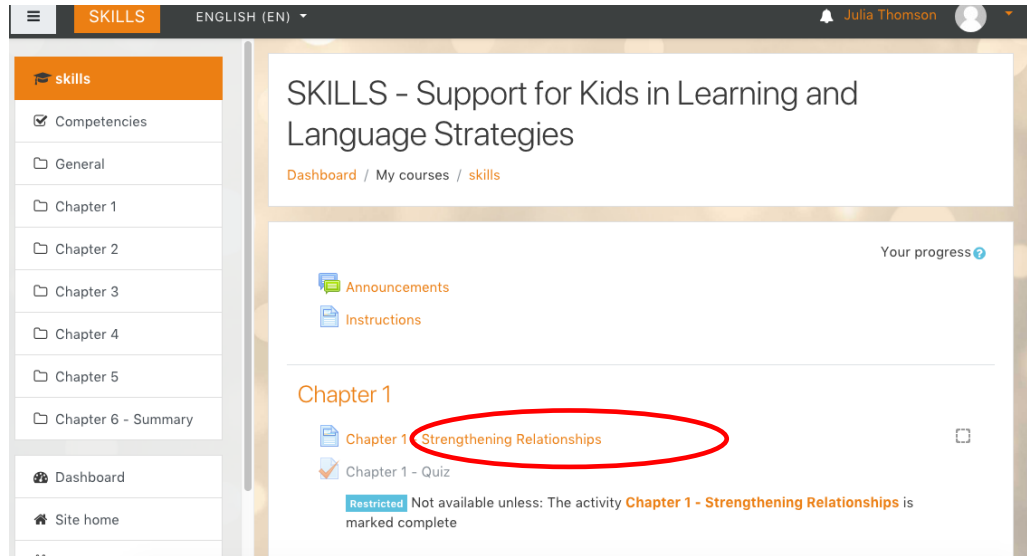 SKILLS ENGLISH (EN) Julia Thomson
skills
Competencies
General
Chapter 1
Chapter 2
Chapter 3
Chapter 4
Chapter 5
Chapter 6 - Summary
Dashboard
Site home
SKILLS - Support for Kids in Learning and
Language Strategies
Dashboard / My courses / skills
Your progress
Announcements
Instructions
Chapter 1
Chapter 1 - Strengthening Relationships
Chapter 1 - Quiz
Restricted Not available unless: The activity Chapter 1 - Strengthening Relationships is
marked complete